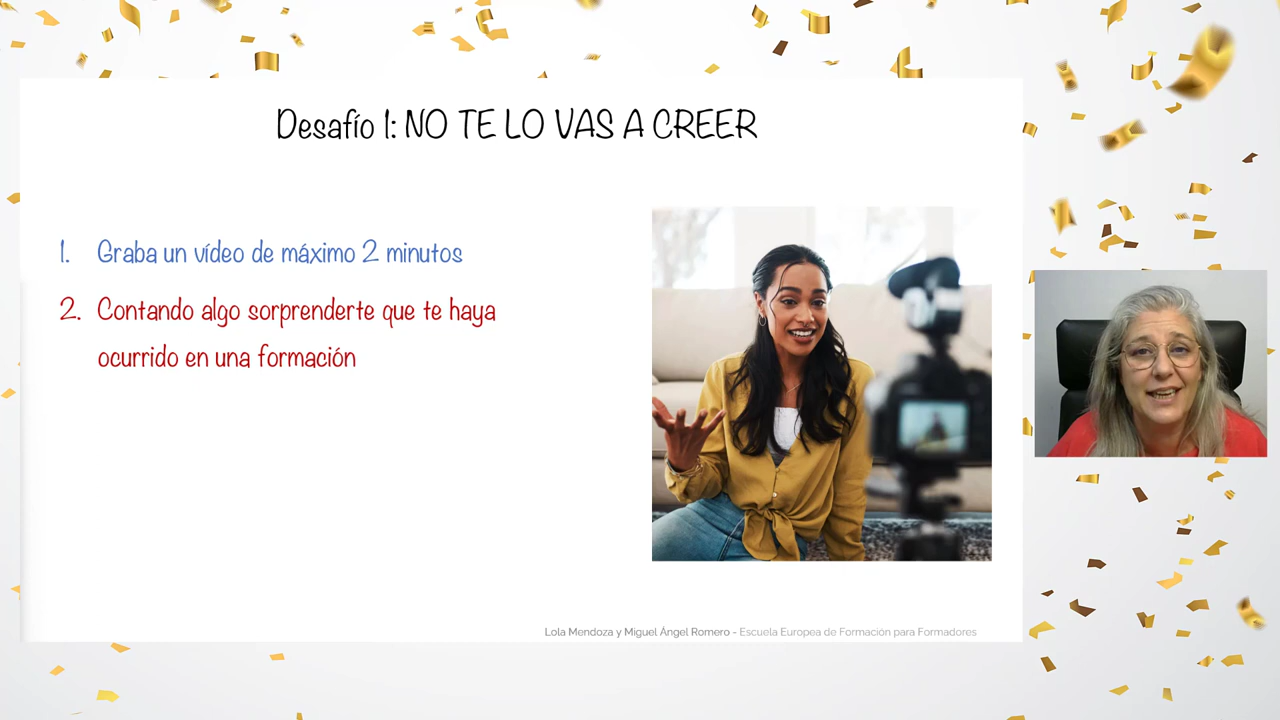 Desafío 1: NO TE LO VAS A CREER
1. Graba un vídeo de máximo 2 minutos
2. Contando algo sorprenderte que te haya
ocurrido en una formación
Lola Mendoza y Miguel Ángel Romero - Escuela Europea de Formación para Formadores